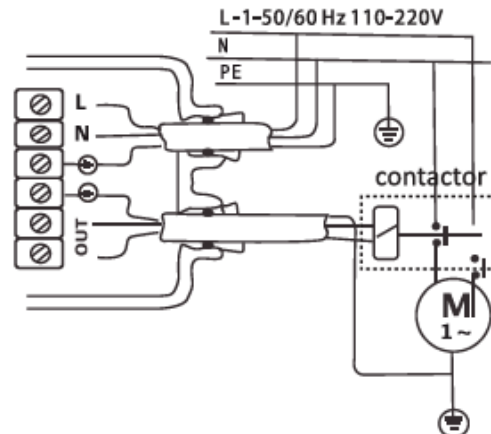 L-1-50/60 Hz 110-220V
N
PE
L
N
OUT
contactor
M
1~